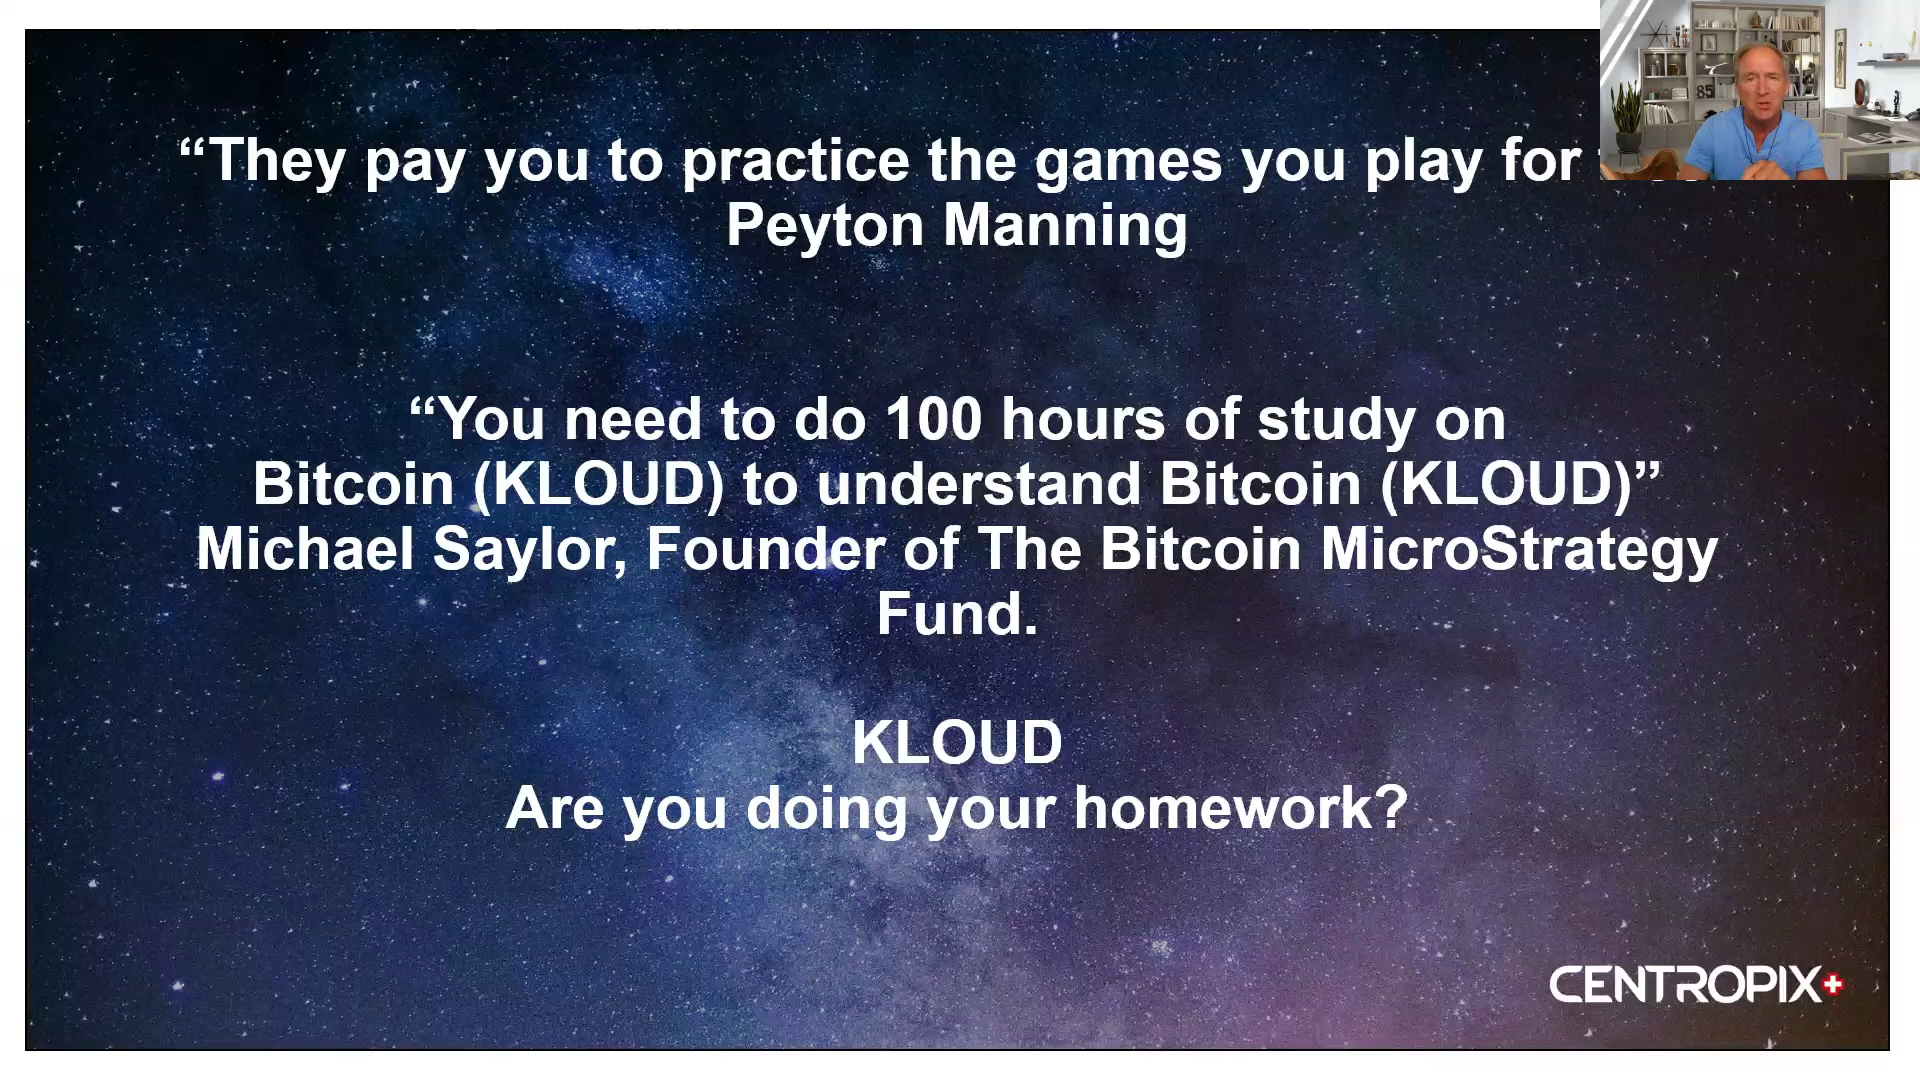 “They pay you to practice the games you play for
Peyton Manning
“You need to do 100 hours of study on
Bitcoin (KLOUD) to understand Bitcoin (KLOUD)”
Michael Saylor, Founder of The Bitcoin MicroStrategy
Fund.
KLOUD
Are you doing your homework?
CENTROPIX
85